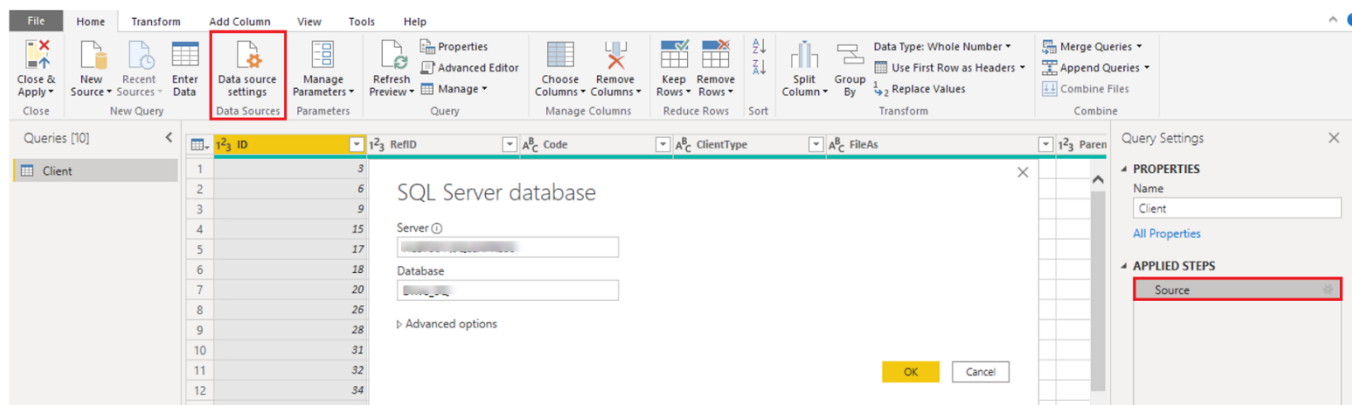 File Home Transform Add Column View Tools Help
Close & Apply
New Source
Recent Sources
Enter Data
Data source settings
Manage Parameters
Refresh Preview
Properties
Advanced Editor
Manage
Choose Columns
Remove Columns
Keep Rows
Remove Rows
Split Column
Group By
Data Type: Whole Number
Use First Row as Headers
Replace Values
Merge Queries
Append Queries
Combine Files
Close New Query Data Sources Parameters Query Manage Columns Reduce Rows Sort Transform Combine
Queries [10]
Client
1²3 ID 1²3 RefID ABC Code ABC ClientType ABC FileAs 1²3 Paren
1 3
2 6
3 9
4 15
5 17
6 18
7 20
8 26
9 28
10 31
11 32
12 34
SQL Server database
Server
Database
Advanced options
OK Cancel
Query Settings
PROPERTIES
Name
Client
All Properties
APPLIED STEPS
Source